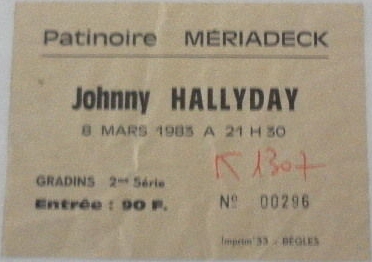 Patinoire MÉRIADECK
Johnny HALLYDAY
8 MARS 1983 A 21 H 30
K 1307
GRADINS 2me Série
Entrée : 90 F.
Nº 00296
Imprim'33 - BÈGLES